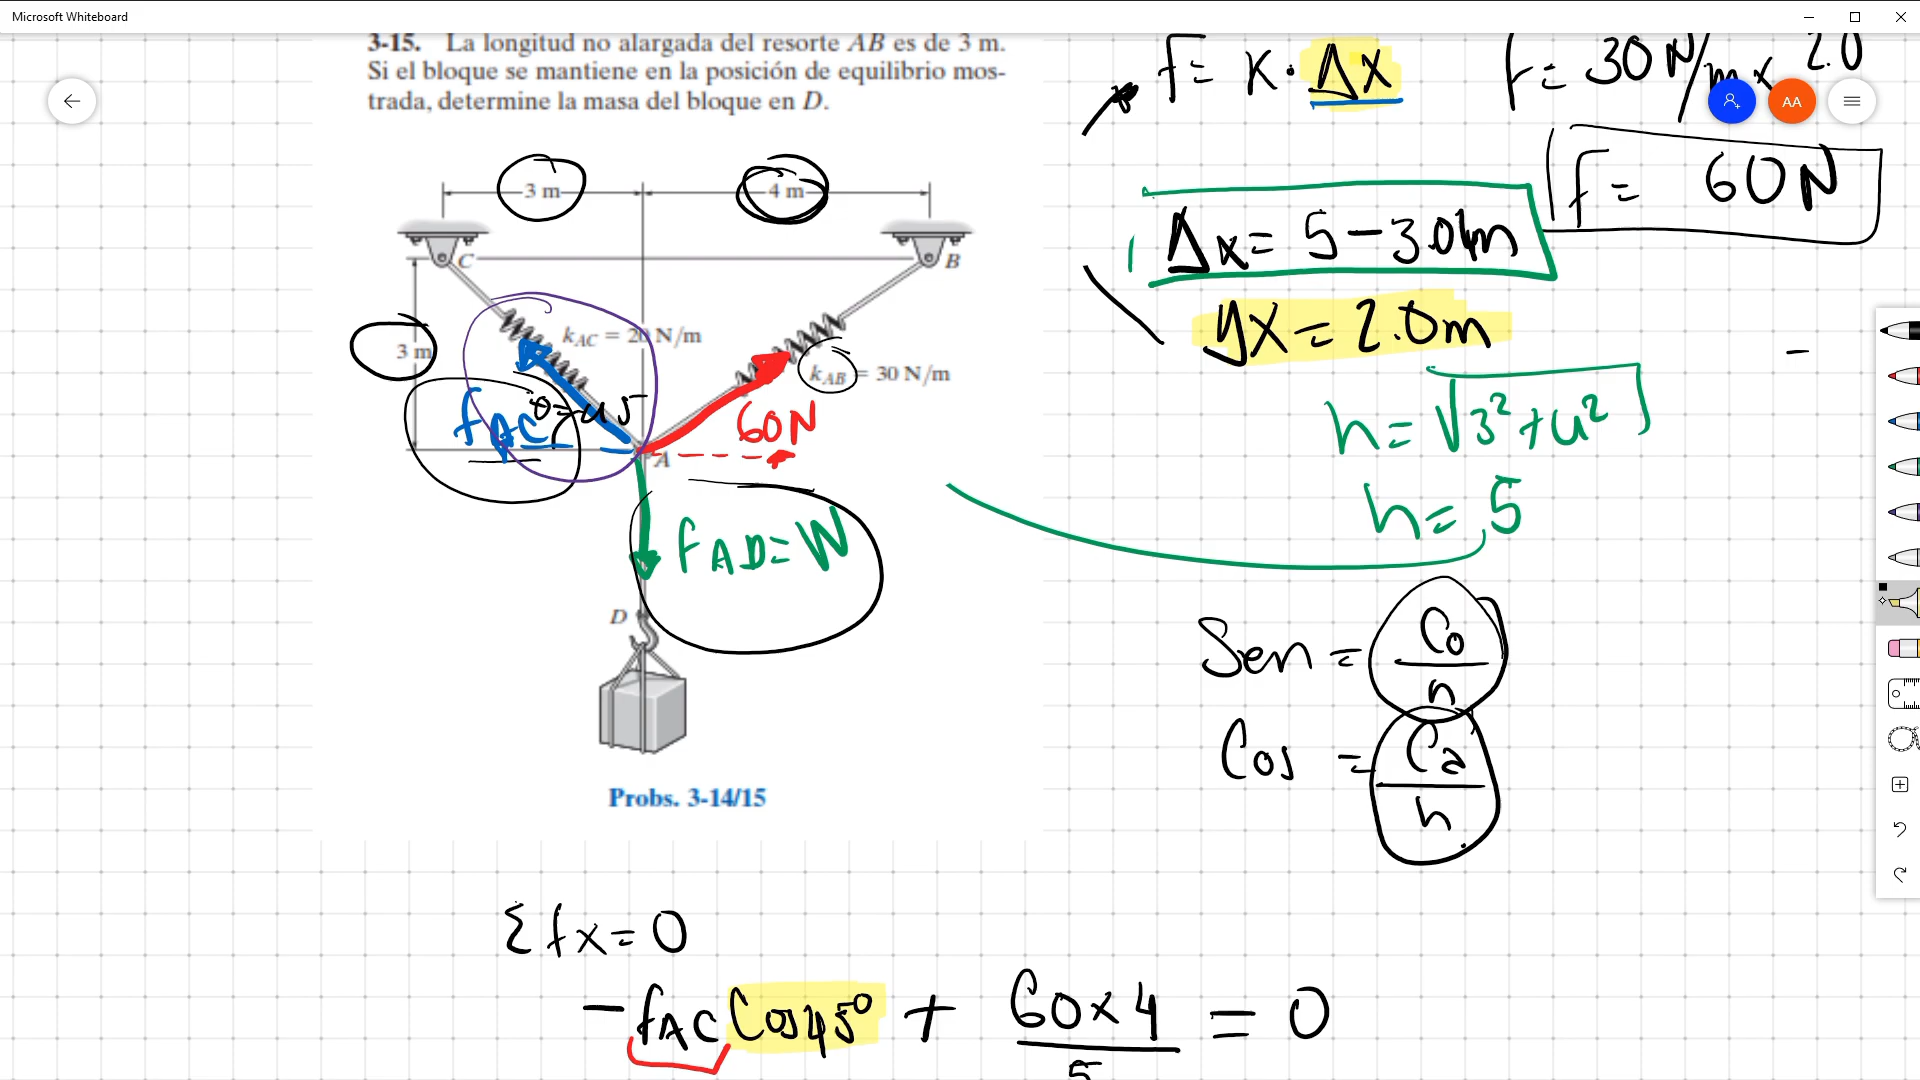 Microsoft Whiteboard
3-15. La longitud no alargada del resorte AB es de 3 m.
Si el bloque se mantiene en la posición de equilibrio mos-
trada, determine la masa del bloque en D.
3 m
4 m
C
B
3 m
kAC = 20 N/m
kAB = 30 N/m
fAC
θ=45
60N
A
fAD=W
D
Probs. 3-14/15
F= K·Δx
F= 30 N/m x 2.0
AA
F= 60N
Δx= 5-3.0m
yx=2.0m
h=√3²+4²
h= 5
Sen = Co/h
Cos = Ca/h
Σfx=0
-fAC Cos45° + 60x4/5 = 0